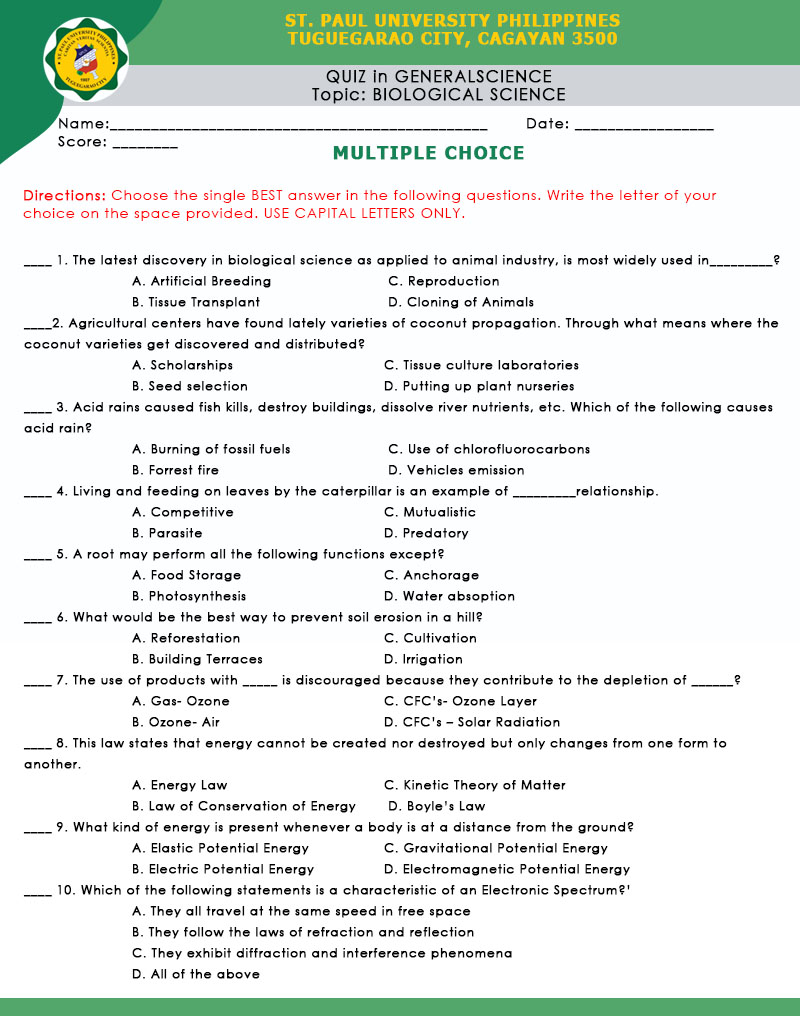 ST. PAUL UNIVERSITY PHILIPPINES
TUGUEGARAO CITY, CAGAYAN 3500
ST. PAUL UNIVERSITY PHILIPPINES
CARITAS VERITAS SCIENTIA
1907
TUGUEGARAO CITY
QUIZ in GENERALSCIENCE
Topic: BIOLOGICAL SCIENCE
Name:______________________________________________ Date: _________________
Score: ________
MULTIPLE CHOICE
Directions: Choose the single BEST answer in the following questions. Write the letter of your
choice on the space provided. USE CAPITAL LETTERS ONLY.
____ 1. The latest discovery in biological science as applied to animal industry, is most widely used in_________?
A. Artificial Breeding C. Reproduction
B. Tissue Transplant D. Cloning of Animals
____2. Agricultural centers have found lately varieties of coconut propagation. Through what means where the
coconut varieties get discovered and distributed?
A. Scholarships C. Tissue culture laboratories
B. Seed selection D. Putting up plant nurseries
____ 3. Acid rains caused fish kills, destroy buildings, dissolve river nutrients, etc. Which of the following causes
acid rain?
A. Burning of fossil fuels C. Use of chlorofluorocarbons
B. Forrest fire D. Vehicles emission
____ 4. Living and feeding on leaves by the caterpillar is an example of _________relationship.
A. Competitive C. Mutualistic
B. Parasite D. Predatory
____ 5. A root may perform all the following functions except?
A. Food Storage C. Anchorage
B. Photosynthesis D. Water absoption
____ 6. What would be the best way to prevent soil erosion in a hill?
A. Reforestation C. Cultivation
B. Building Terraces D. Irrigation
____ 7. The use of products with _____ is discouraged because they contribute to the depletion of ______?
A. Gas- Ozone C. CFC's- Ozone Layer
B. Ozone- Air D. CFC's – Solar Radiation
____ 8. This law states that energy cannot be created nor destroyed but only changes from one form to
another.
A. Energy Law C. Kinetic Theory of Matter
B. Law of Conservation of Energy D. Boyle's Law
____ 9. What kind of energy is present whenever a body is at a distance from the ground?
A. Elastic Potential Energy C. Gravitational Potential Energy
B. Electric Potential Energy D. Electromagnetic Potential Energy
____ 10. Which of the following statements is a characteristic of an Electronic Spectrum?'
A. They all travel at the same speed in free space
B. They follow the laws of refraction and reflection
C. They exhibit diffraction and interference phenomena
D. All of the above